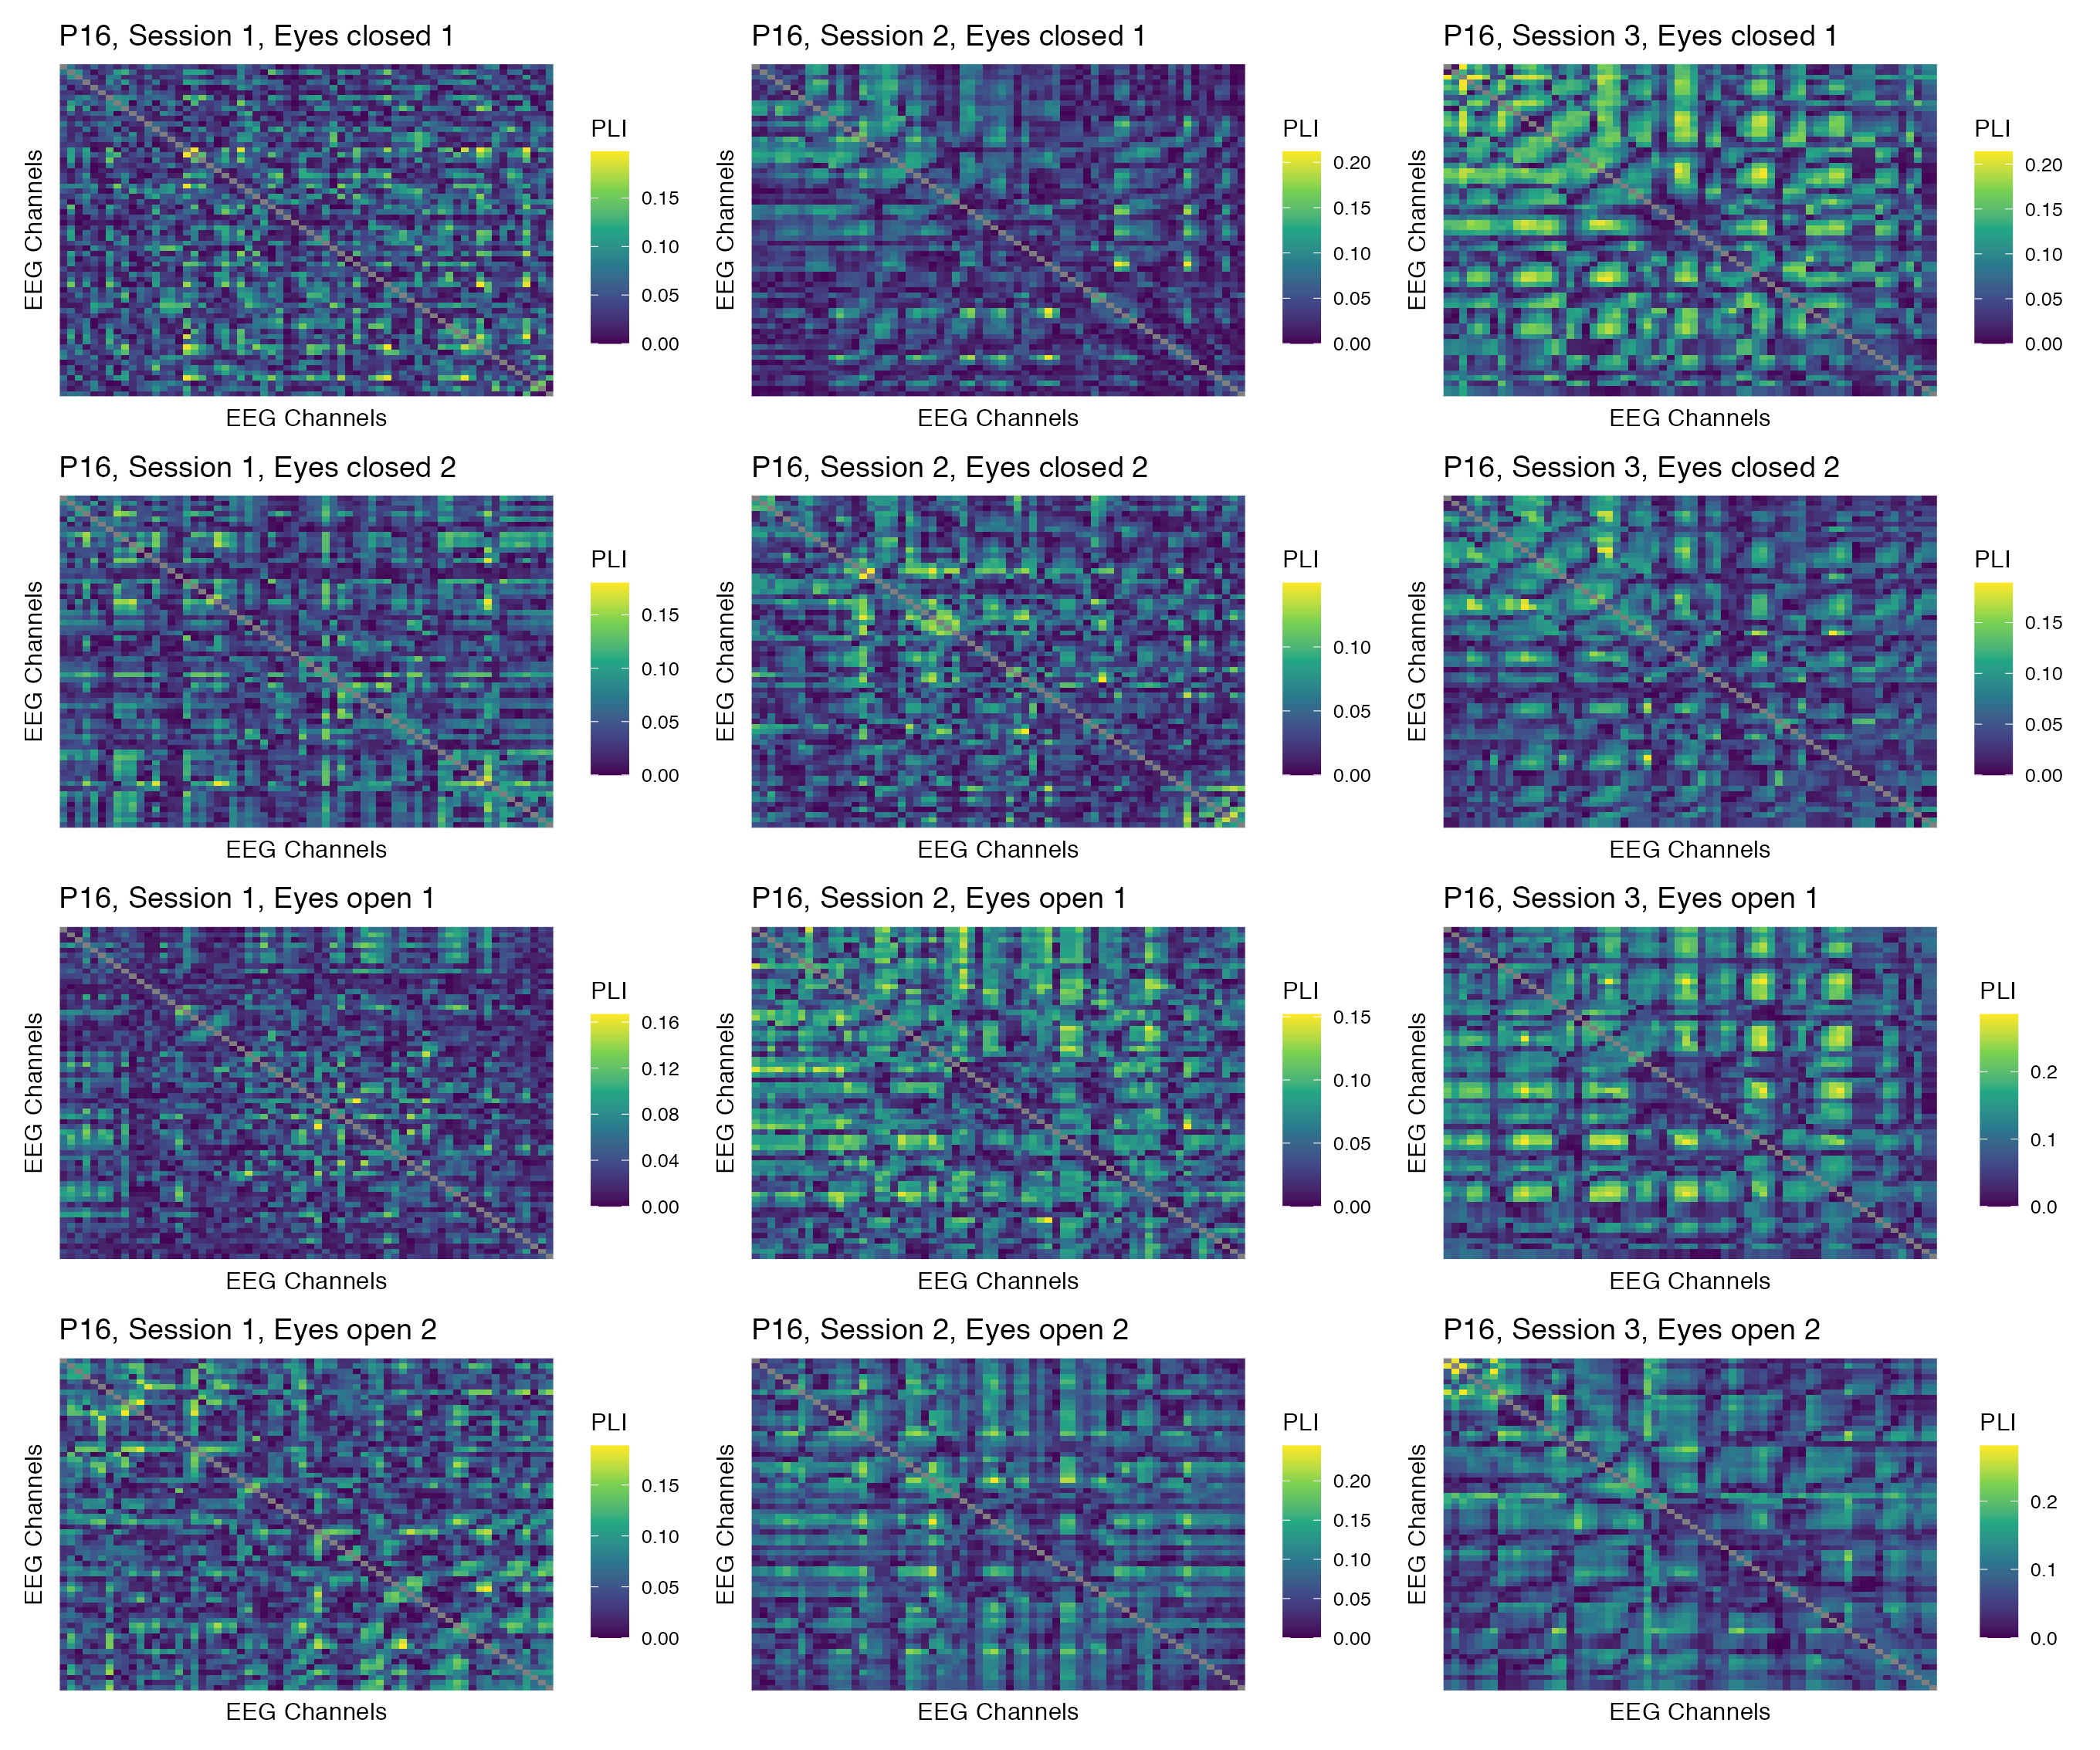 P16, Session 1, Eyes closed 1
P16, Session 2, Eyes closed 1
P16, Session 3, Eyes closed 1
EEG Channels
PLI
0.15
0.10
0.05
0.00
EEG Channels
EEG Channels
PLI
0.20
0.15
0.10
0.05
0.00
EEG Channels
EEG Channels
PLI
0.20
0.15
0.10
0.05
0.00
EEG Channels
P16, Session 1, Eyes closed 2
P16, Session 2, Eyes closed 2
P16, Session 3, Eyes closed 2
EEG Channels
PLI
0.15
0.10
0.05
0.00
EEG Channels
EEG Channels
PLI
0.10
0.05
0.00
EEG Channels
EEG Channels
PLI
0.15
0.10
0.05
0.00
EEG Channels
P16, Session 1, Eyes open 1
P16, Session 2, Eyes open 1
P16, Session 3, Eyes open 1
EEG Channels
PLI
0.16
0.12
0.08
0.04
0.00
EEG Channels
EEG Channels
PLI
0.15
0.10
0.05
0.00
EEG Channels
EEG Channels
PLI
0.2
0.1
0.0
EEG Channels
P16, Session 1, Eyes open 2
P16, Session 2, Eyes open 2
P16, Session 3, Eyes open 2
EEG Channels
PLI
0.15
0.10
0.05
0.00
EEG Channels
EEG Channels
PLI
0.20
0.15
0.10
0.05
0.00
EEG Channels
EEG Channels
PLI
0.2
0.1
0.0
EEG Channels